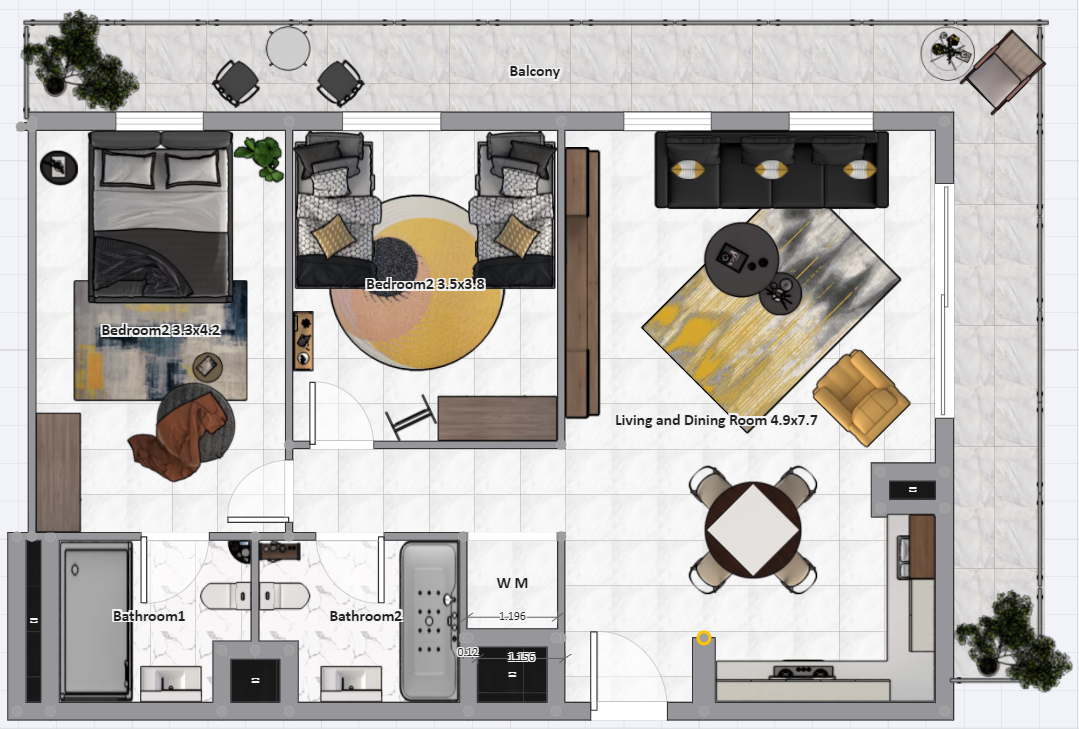 Balcony
Bedroom2 3.5x3.8
Bedroom2 3.3x4.2
Living and Dining Room 4.9x7.7
W M
Bathroom1
Bathroom2
1.196
0.12
1.156